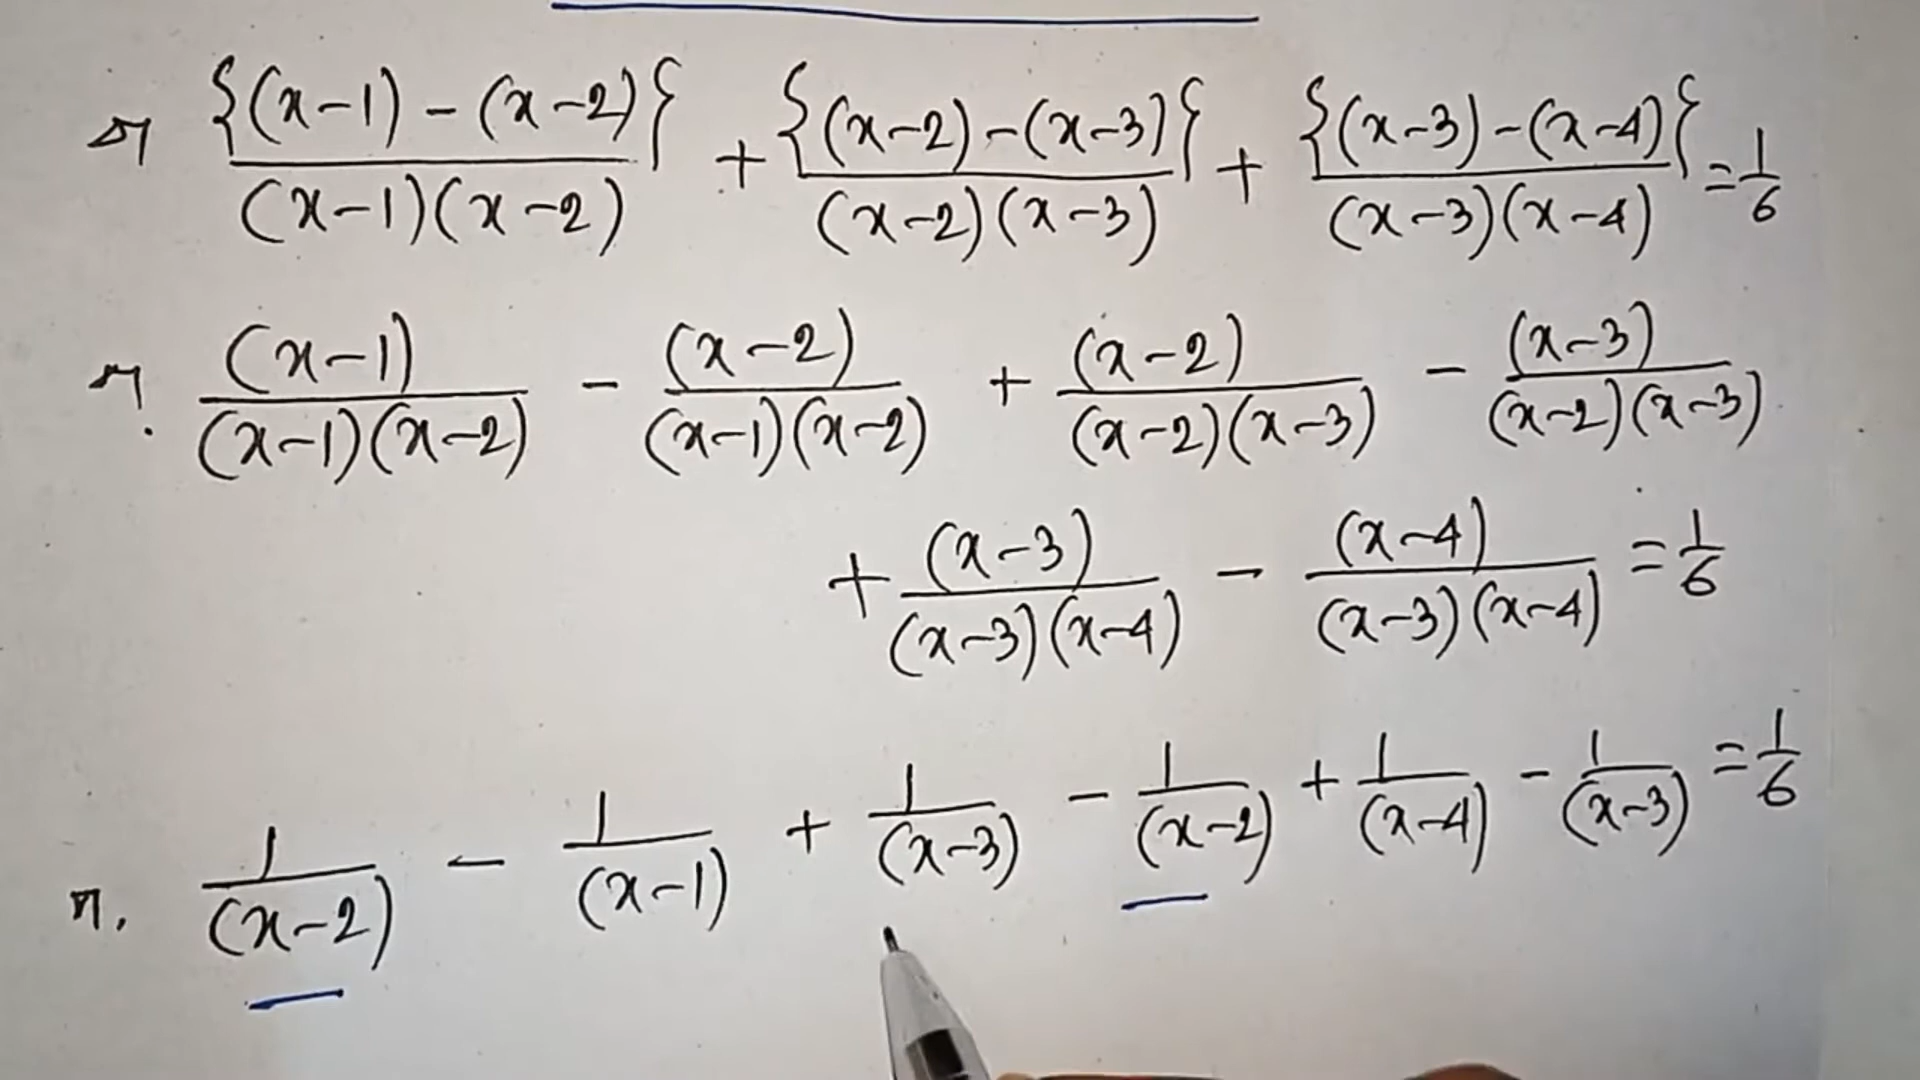 বা {(x-1) - (x-2)}/(x-1)(x-2) + {(x-2) - (x-3)}/(x-2)(x-3) + {(x-3) - (x-4)}/(x-3)(x-4) = 1/6
বা. (x-1)/(x-1)(x-2) - (x-2)/(x-1)(x-2) + (x-2)/(x-2)(x-3) - (x-3)/(x-2)(x-3)
+ (x-3)/(x-3)(x-4) - (x-4)/(x-3)(x-4) = 1/6
বা. 1/(x-2) - 1/(x-1) + 1/(x-3) - 1/(x-2) + 1/(x-4) - 1/(x-3) = 1/6